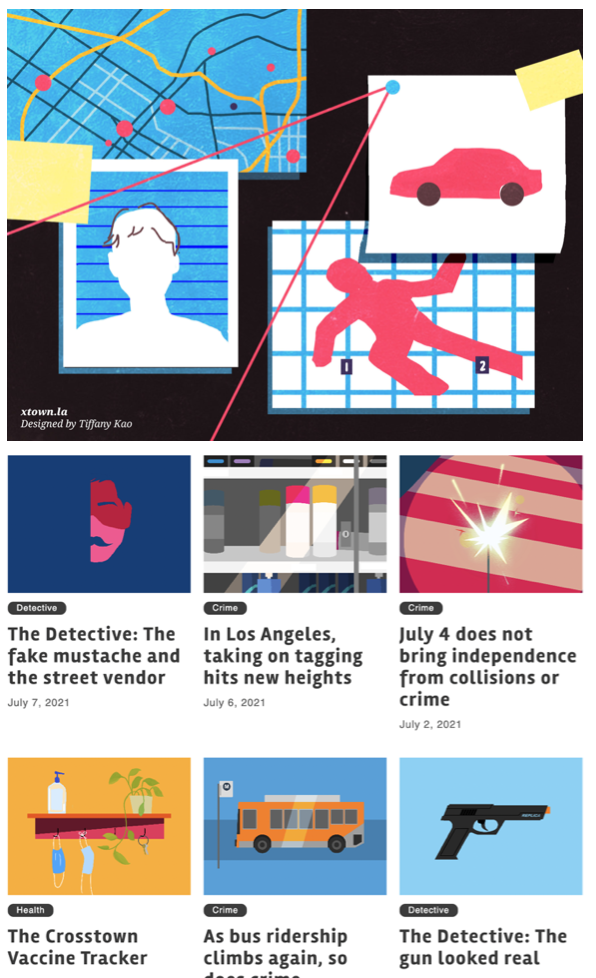 1
2
xtown.la
Designed by Tiffany Kao
Detective
The Detective: The
fake mustache and
the street vendor
July 7, 2021
Crime
In Los Angeles,
taking on tagging
hits new heights
July 6, 2021
Crime
July 4 does not
bring independence
from collisions or
crime
July 2, 2021
M
REPLICA
Health
The Crosstown
Vaccine Tracker
Crime
As bus ridership
climbs again, so
does crime
Detective
The Detective: The
gun looked real